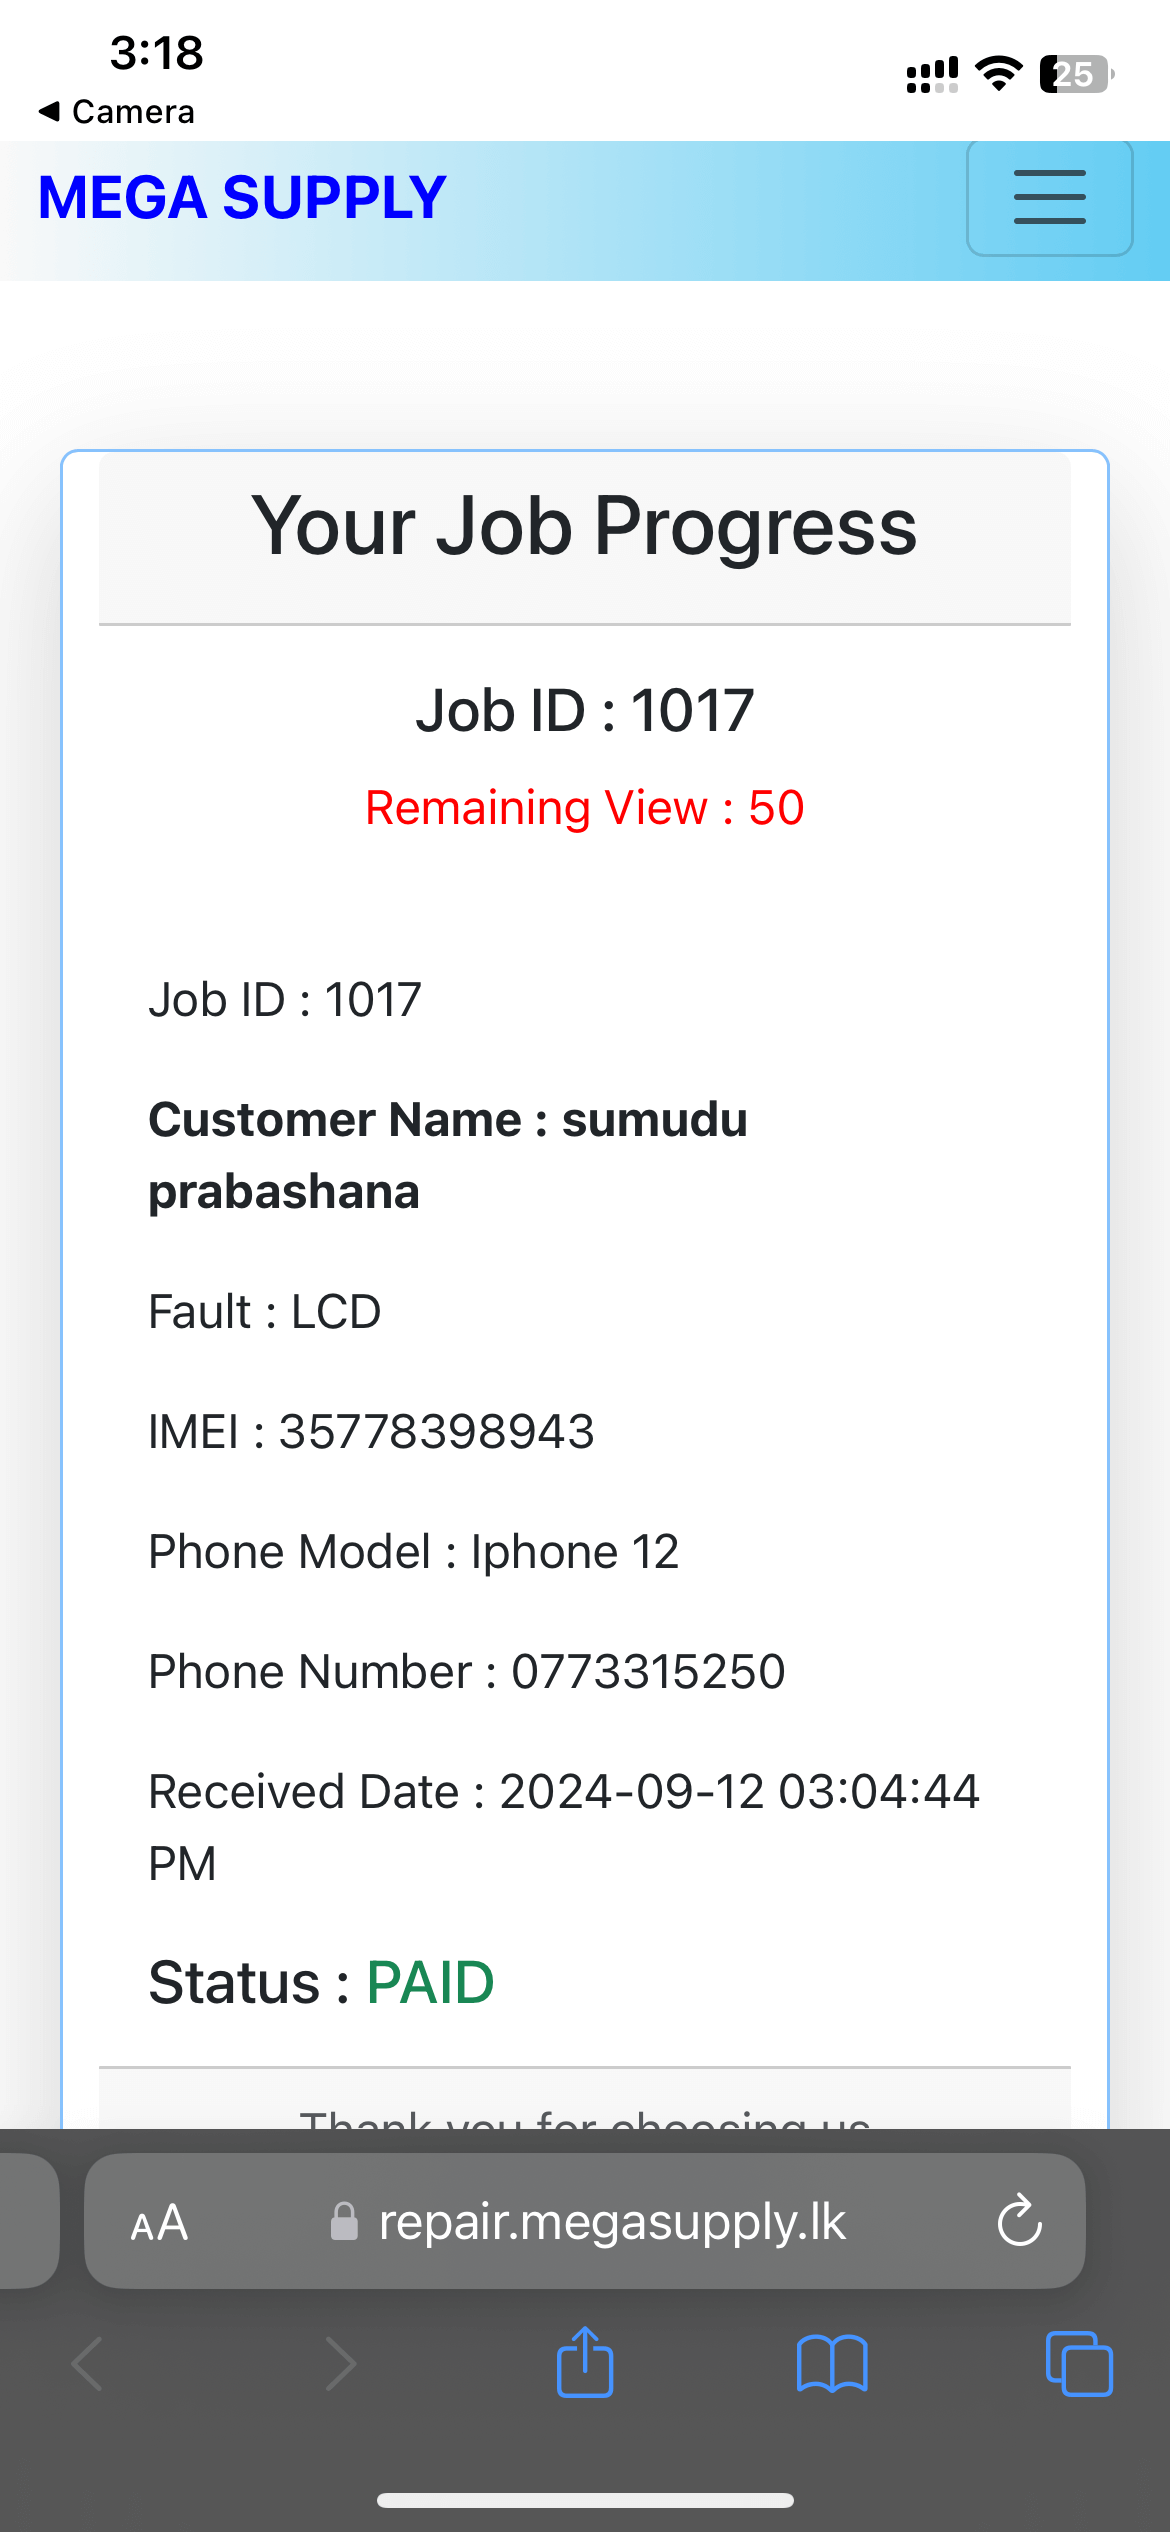 3:18
25
◀ Camera
MEGA SUPPLY
Your Job Progress
Job ID : 1017
Remaining View : 50
Job ID : 1017
Customer Name : sumudu
prabashana
Fault : LCD
IMEI : 35778398943
Phone Model : Iphone 12
Phone Number : 0773315250
Received Date : 2024-09-12 03:04:44
PM
Status : PAID
Thank you for choosing us
AA
repair.megasupply.lk